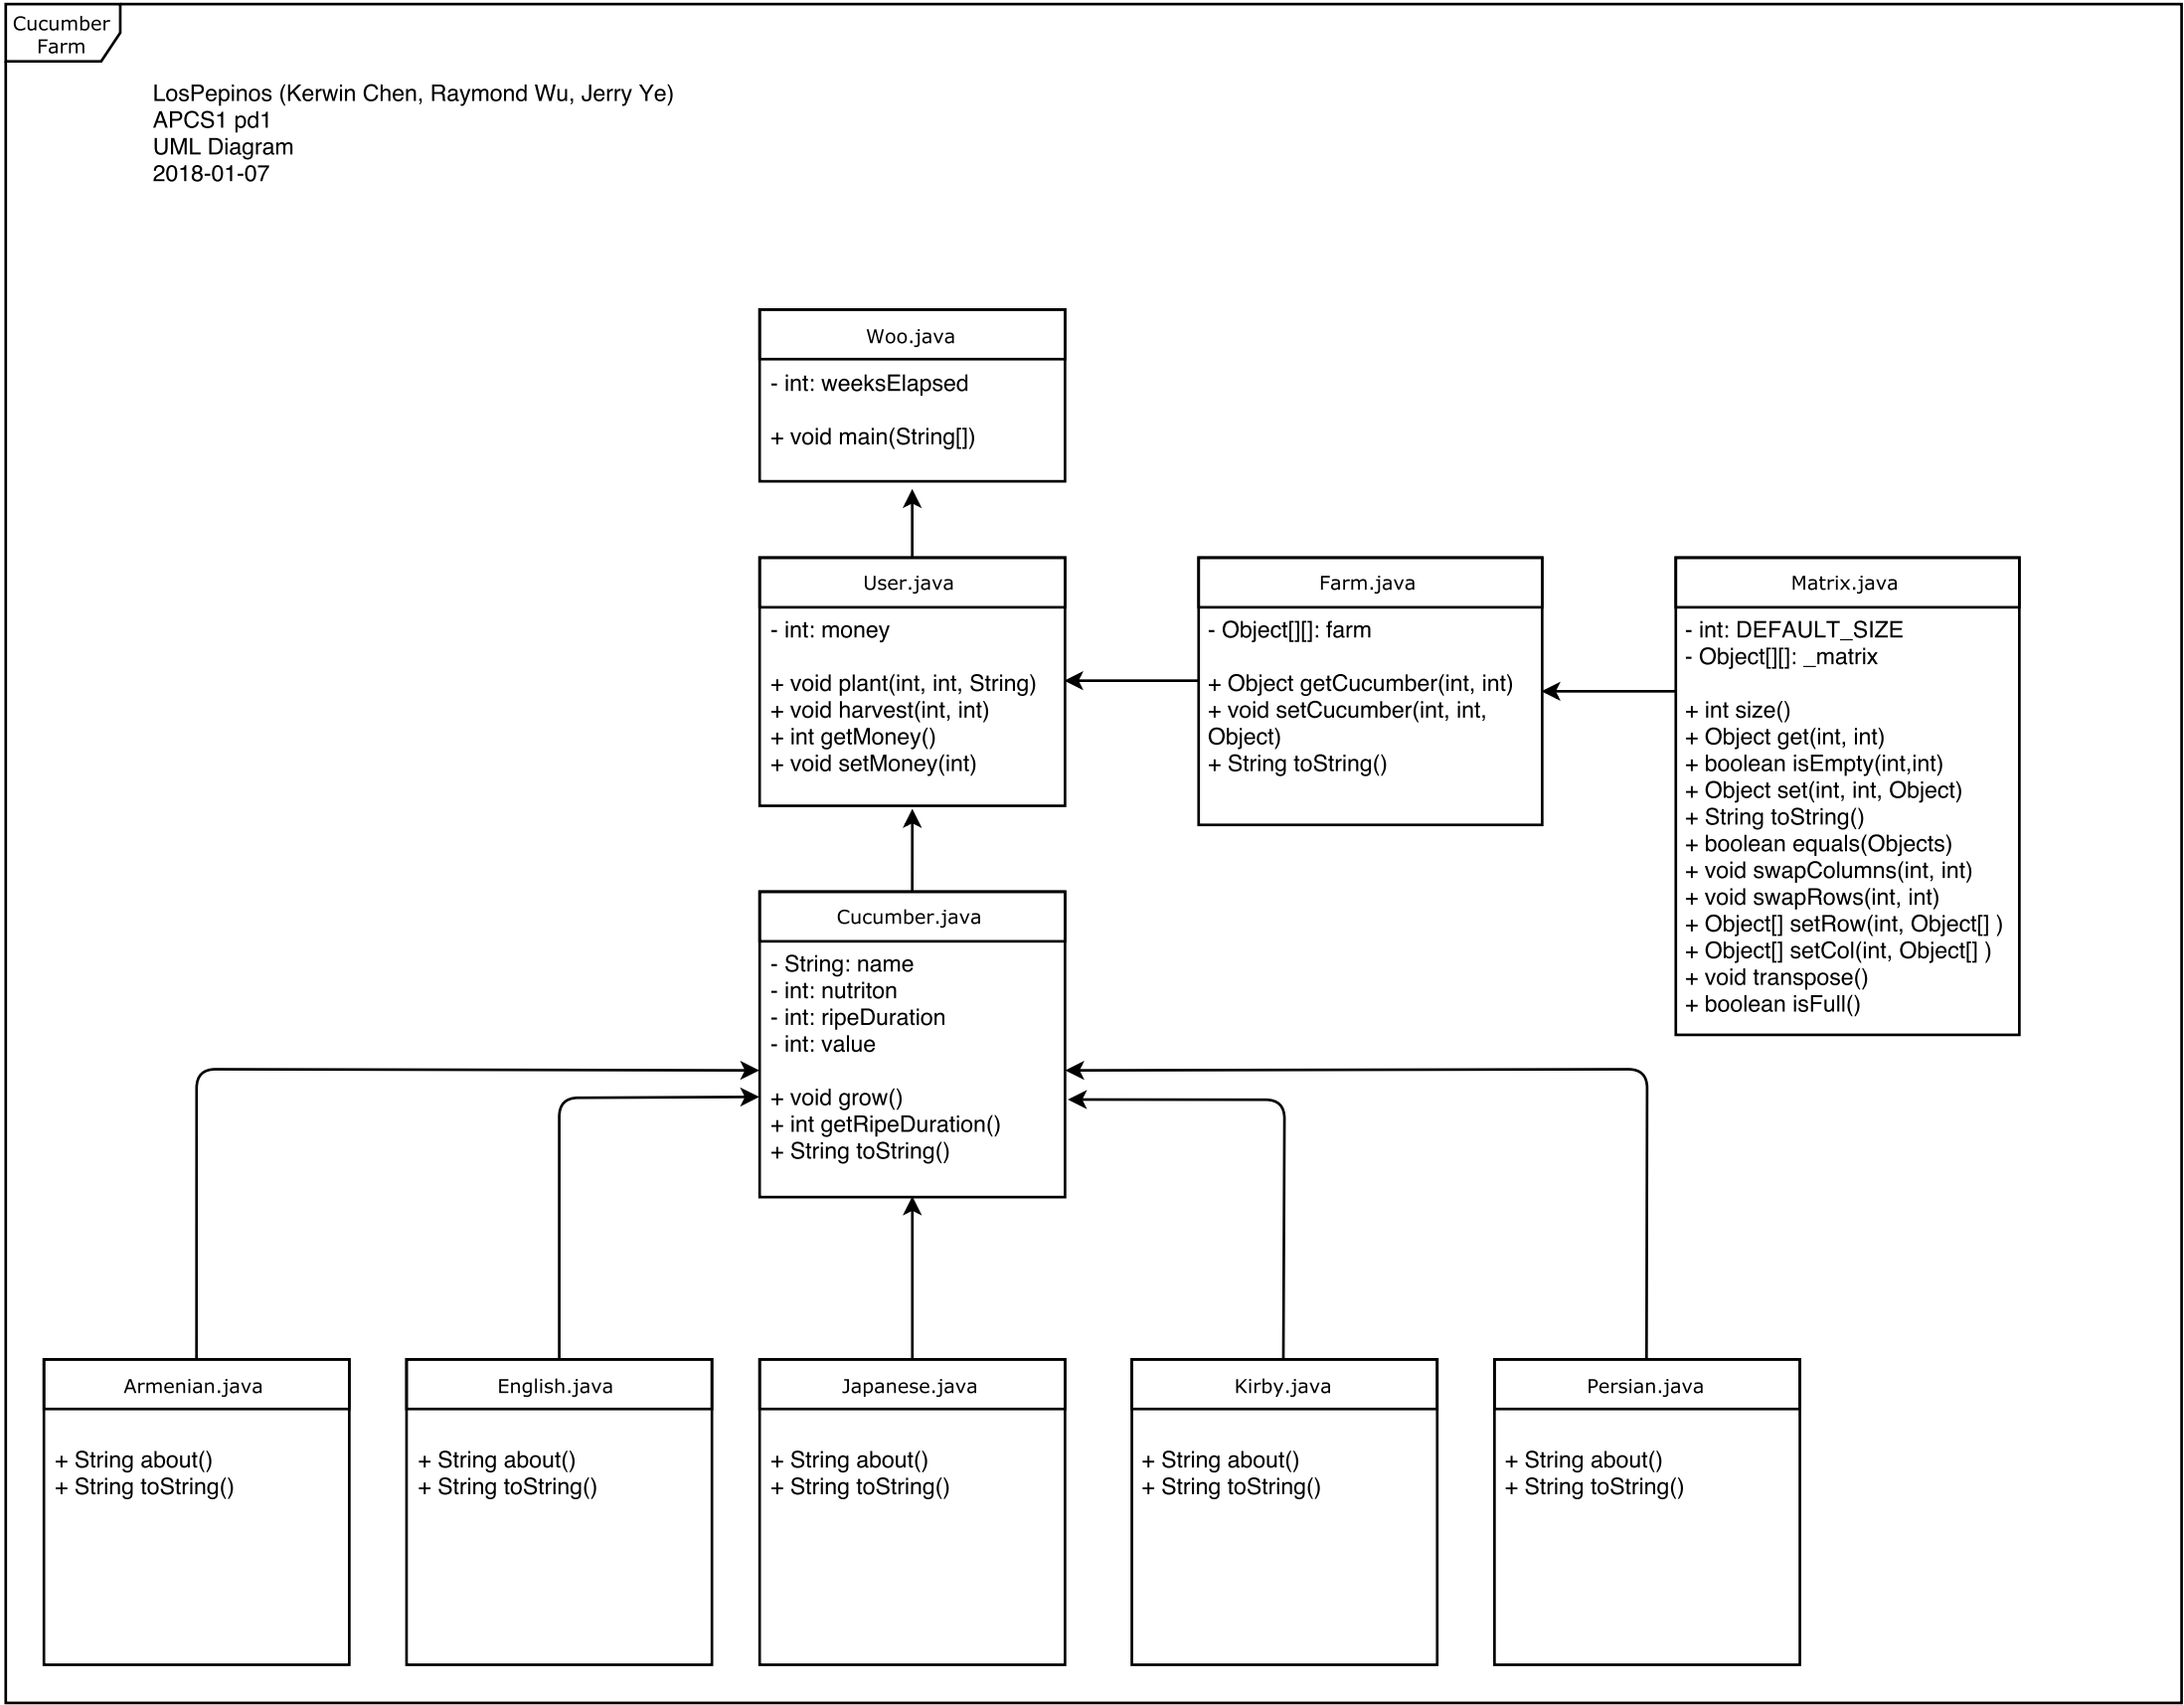 Cucumber
Farm
LosPepinos (Kerwin Chen, Raymond Wu, Jerry Ye)
APCS1 pd1
UML Diagram
2018-01-07
Woo.java
- int: weeksElapsed
+ void main(String[])
User.java
- int: money
+ void plant(int, int, String)
+ void harvest(int, int)
+ int getMoney()
+ void setMoney(int)
Farm.java
- Object[][]: farm
+ Object getCucumber(int, int)
+ void setCucumber(int, int,
Object)
+ String toString()
Matrix.java
- int: DEFAULT_SIZE
- Object[][]: _matrix
+ int size()
+ Object get(int, int)
+ boolean isEmpty(int,int)
+ Object set(int, int, Object)
+ String toString()
+ boolean equals(Objects)
+ void swapColumns(int, int)
+ void swapRows(int, int)
+ Object[] setRow(int, Object[] )
+ Object[] setCol(int, Object[] )
+ void transpose()
+ boolean isFull()
Cucumber.java
- String: name
- int: nutriton
- int: ripeDuration
- int: value
+ void grow()
+ int getRipeDuration()
+ String toString()
Armenian.java
+ String about()
+ String toString()
English.java
+ String about()
+ String toString()
Japanese.java
+ String about()
+ String toString()
Kirby.java
+ String about()
+ String toString()
Persian.java
+ String about()
+ String toString()